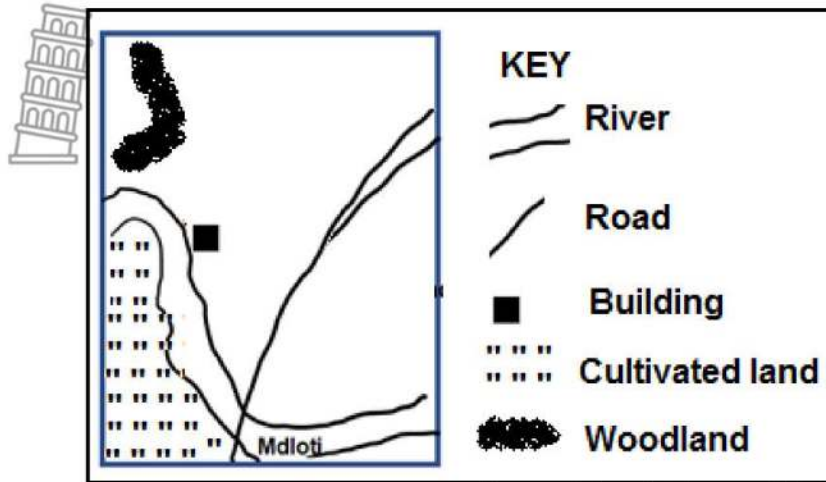 KEY
River
Road
Building
Cultivated land
Woodland
Mdloti